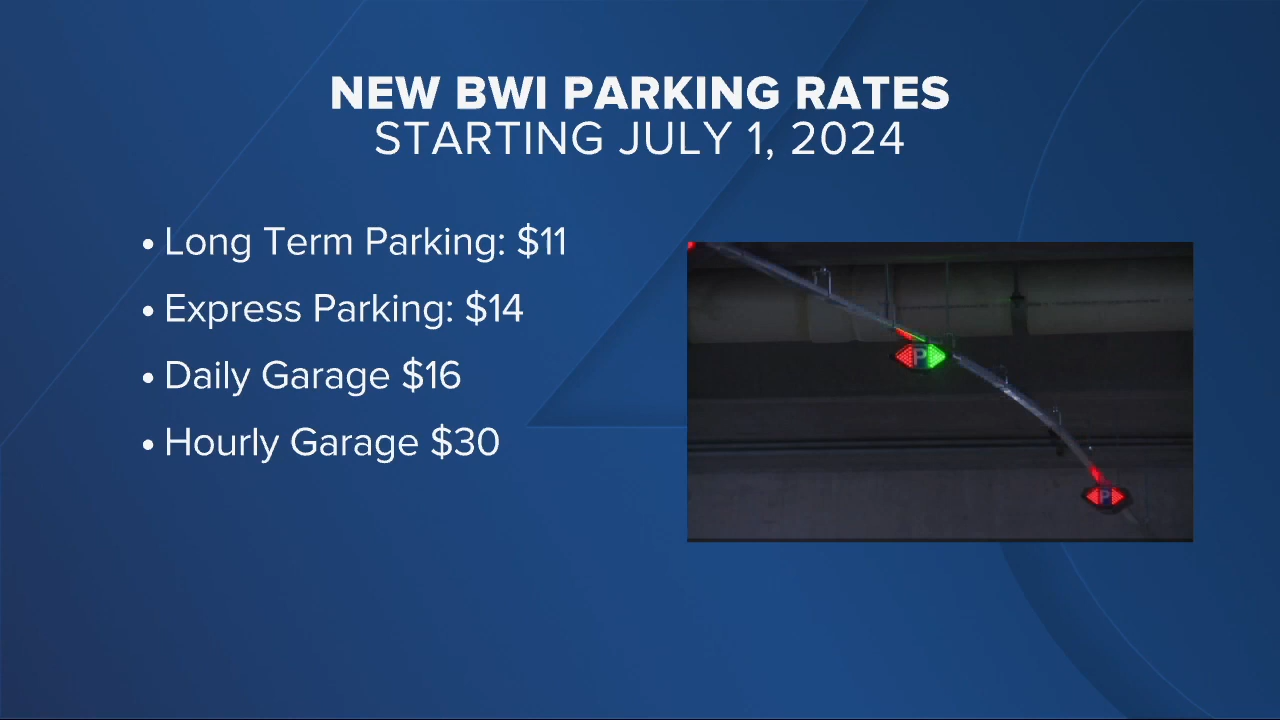 NEW BWI PARKING RATES
STARTING JULY 1, 2024
• Long Term Parking: $11
• Express Parking: $14
• Daily Garage $16
• Hourly Garage $30
P
P